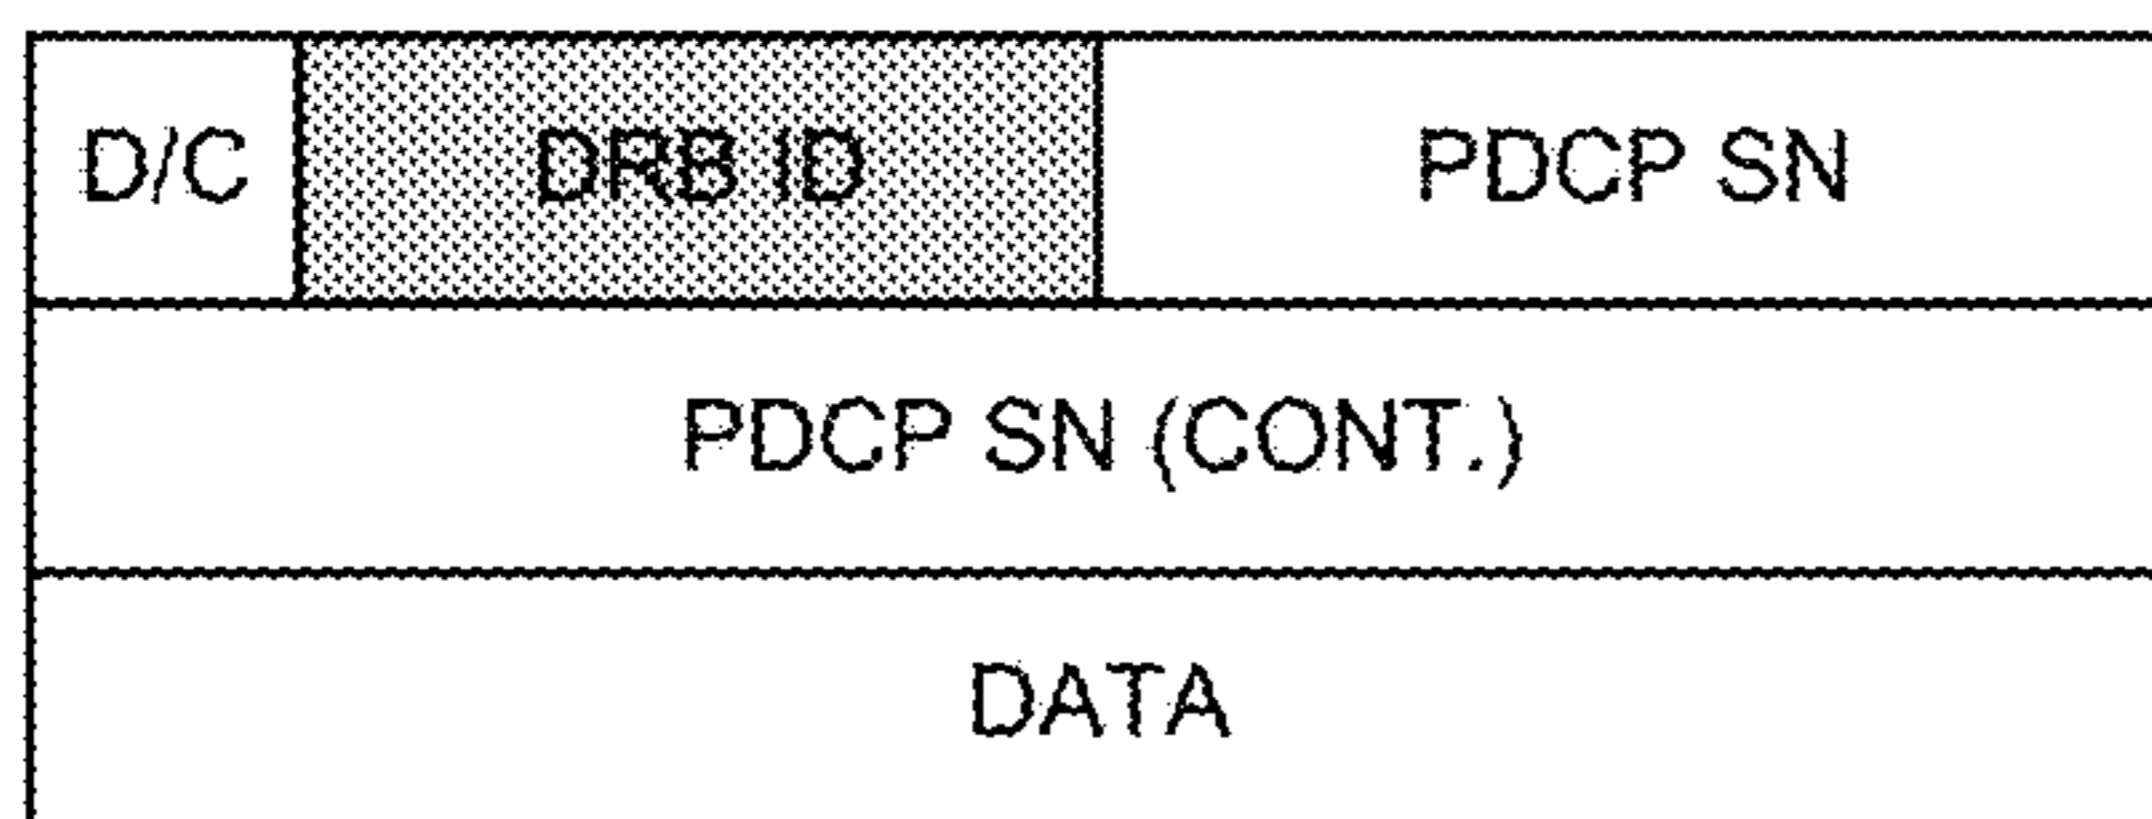 D/C DRB ID PDCP SN
PDCP SN (CONT.)
DATA